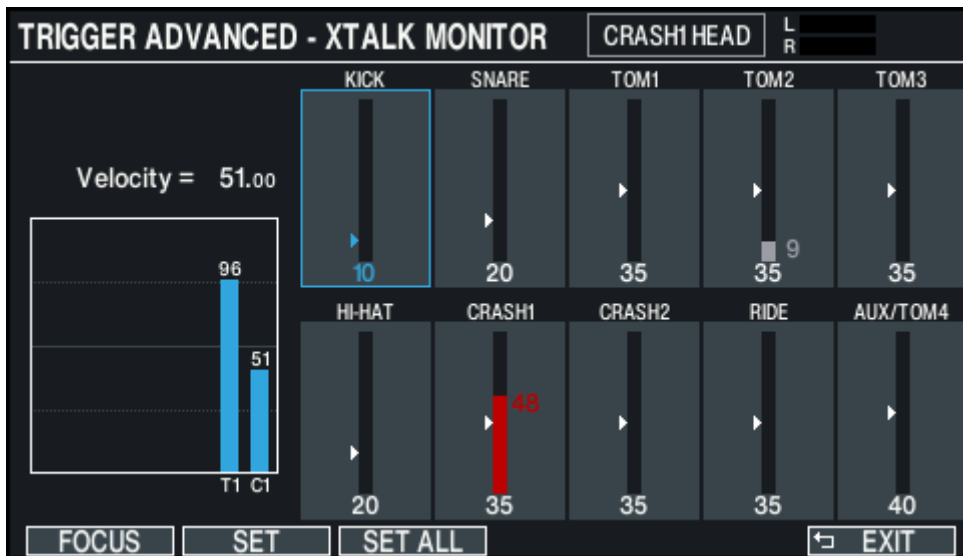 TRIGGER ADVANCED - XTALK MONITOR CRASH1 HEAD L
R
KICK SNARE TOM1 TOM2 TOM3
Velocity = 51.00
9
10 20 35 35 35
96
51
T1 C1
HI-HAT CRASH1 CRASH2 RIDE AUX/TOM4
48
20 35 35 35 40
FOCUS SET SET ALL EXIT